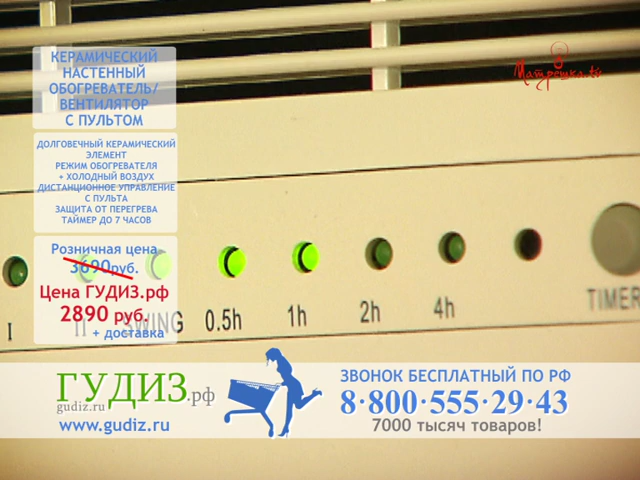 КЕРАМИЧЕСКИЙ
НАСТЕННЫЙ
ОБОГРЕВАТЕЛЬ/
ВЕНТИЛЯТОР
С ПУЛЬТОМ
Матрешка.tv
ДОЛГОВЕЧНЫЙ КЕРАМИЧЕСКИЙ
ЭЛЕМЕНТ
РЕЖИМ ОБОГРЕВАТЕЛЯ
+ ХОЛОДНЫЙ ВОЗДУХ
ДИСТАНЦИОННОЕ УПРАВЛЕНИЕ
С ПУЛЬТА
ЗАЩИТА ОТ ПЕРЕГРЕВА
ТАЙМЕР ДО 7 ЧАСОВ
Розничная цена
3690руб.
Цена ГУДИЗ.рф
2890 руб.
+ доставка
I II SWING 0.5h 1h 2h 4h TIMER
ГУДИЗ.рф
gudiz.ru
www.gudiz.ru
ЗВОНОК БЕСПЛАТНЫЙ ПО РФ
8·800·555·29·43
7000 тысяч товаров!